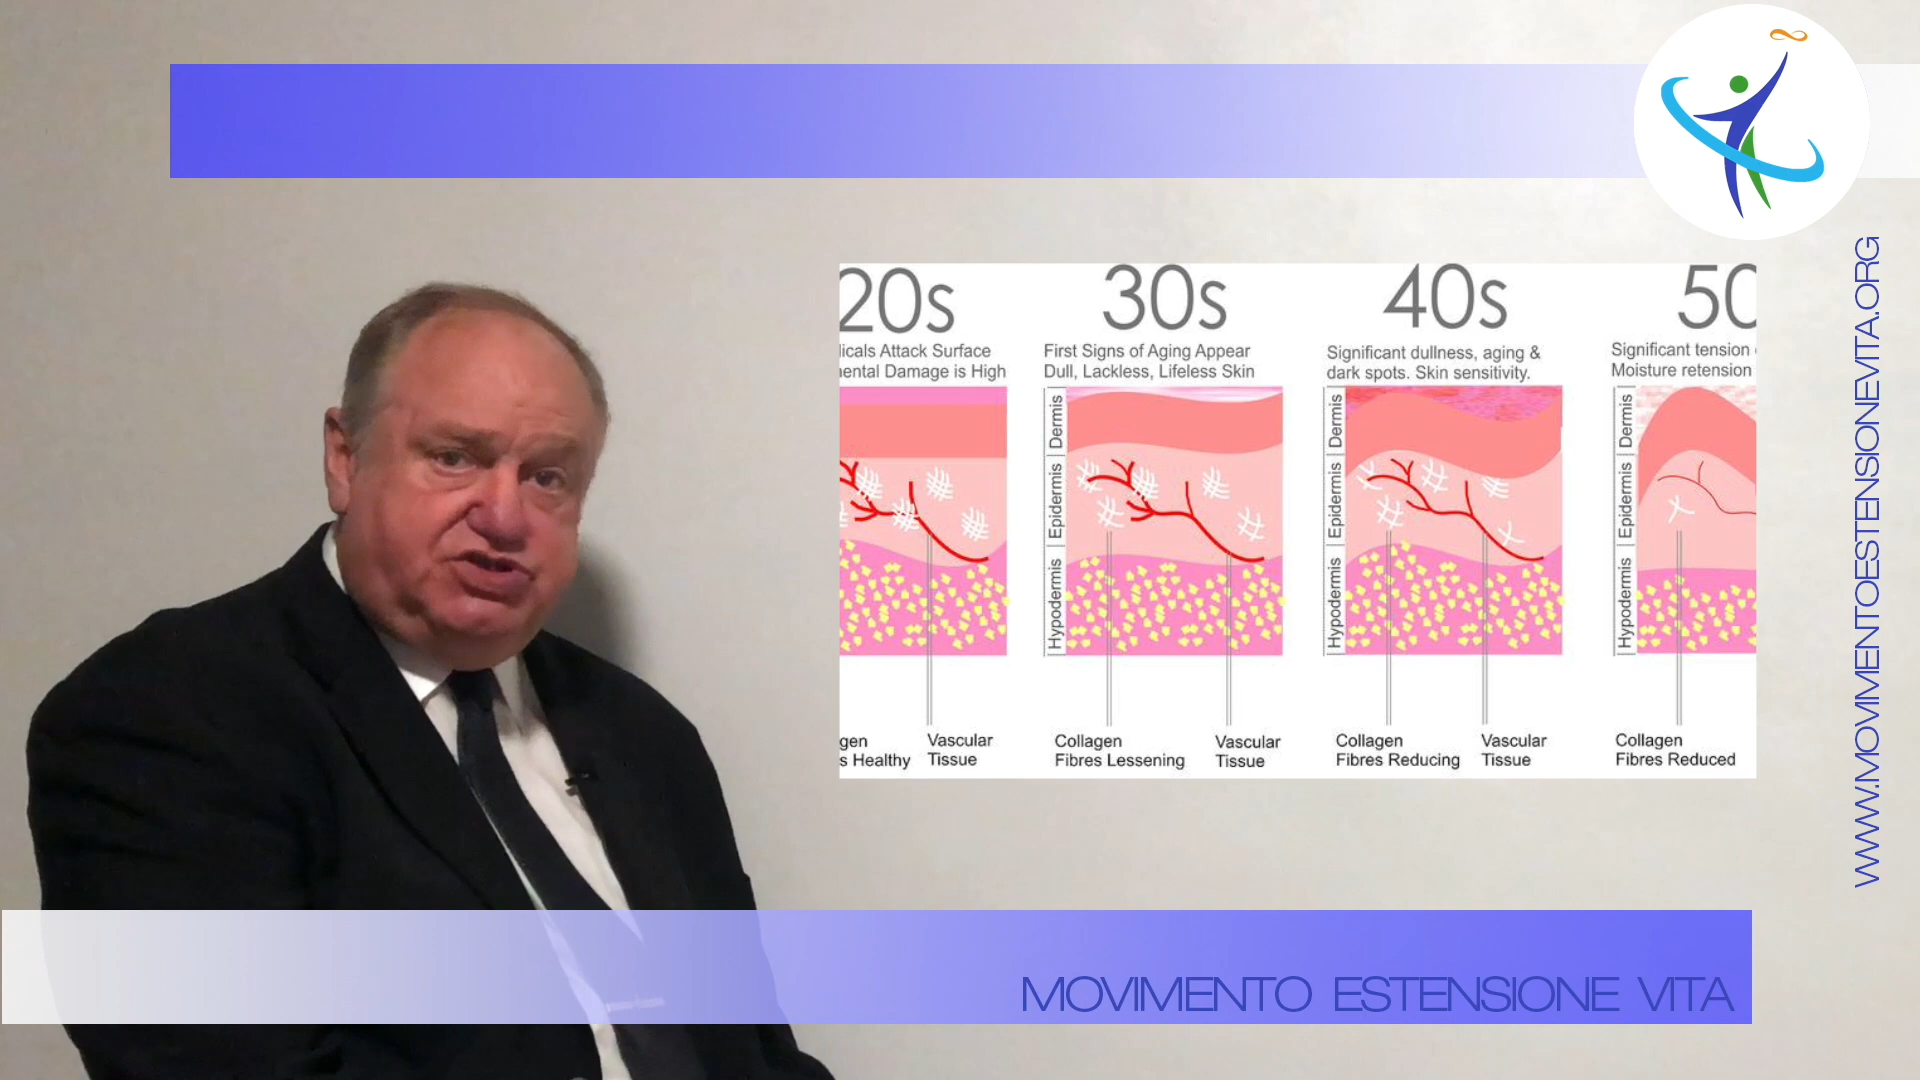 20s
30s
40s
50
licals Attack Surface
ental Damage is High
First Signs of Aging Appear
Dull, Lackless, Lifeless Skin
Significant dullness, aging &
dark spots. Skin sensitivity.
Significant tension
Moisture retension
Dermis
Epidermis
Hypodermis
Dermis
Epidermis
Hypodermis
Dermis
Epidermis
Hypodermis
gen
s Healthy
Vascular
Tissue
Collagen
Fibres Lessening
Vascular
Tissue
Collagen
Fibres Reducing
Vascular
Tissue
Collagen
Fibres Reduced
WWW.MOVIMENTOESTENSIONEVITA.ORG
MOVIMENTO ESTENSIONE VITA